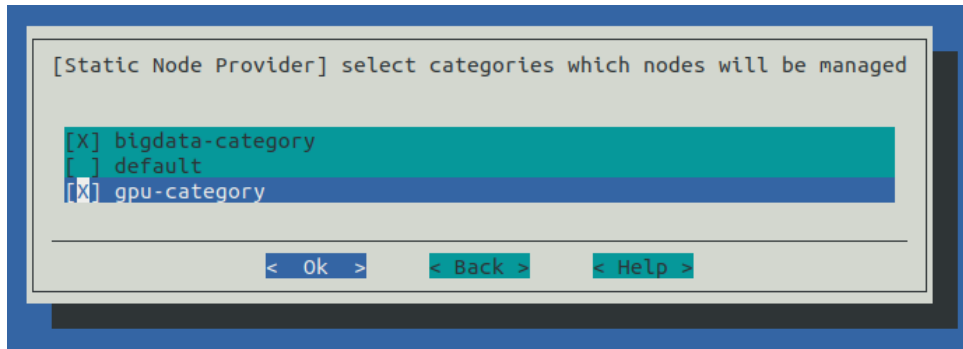 [Static Node Provider] select categories which nodes will be managed
[X] bigdata-category
[ ] default
[X] gpu-category
<  Ok  > < Back > < Help >